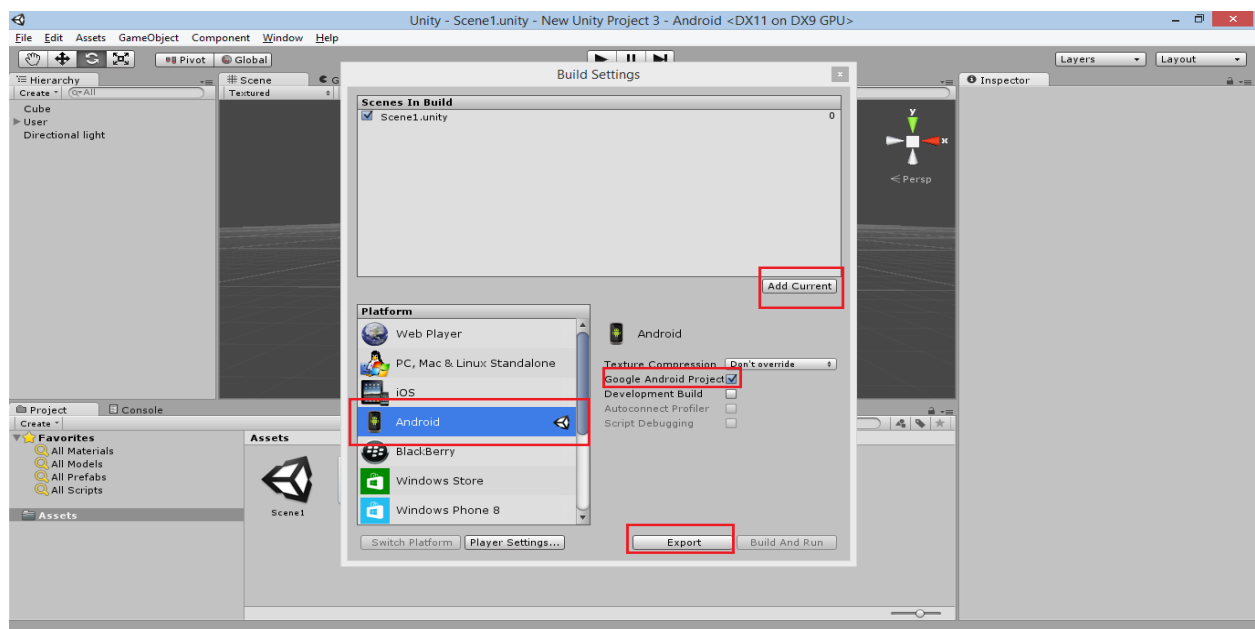 Unity - Scene1.unity - New Unity Project 3 - Android <DX11 on DX9 GPU>
File Edit Assets GameObject Component Window Help
Pivot Global Layers Layout
Hierarchy
Create All
Cube
User
Directional light
Scene G
Textured
y
x
Persp
Inspector
Build Settings
Scenes In Build
Scene1.unity 0
Add Current
Platform
Web Player
PC, Mac & Linux Standalone
iOS
Android
BlackBerry
Windows Store
Windows Phone 8
Android
Texture Compression Don't override
Google Android Project
Development Build
Autoconnect Profiler
Script Debugging
Switch Platform Player Settings... Export Build And Run
Project Console
Create
Favorites
All Materials
All Models
All Prefabs
All Scripts
Assets
Assets
Scene1